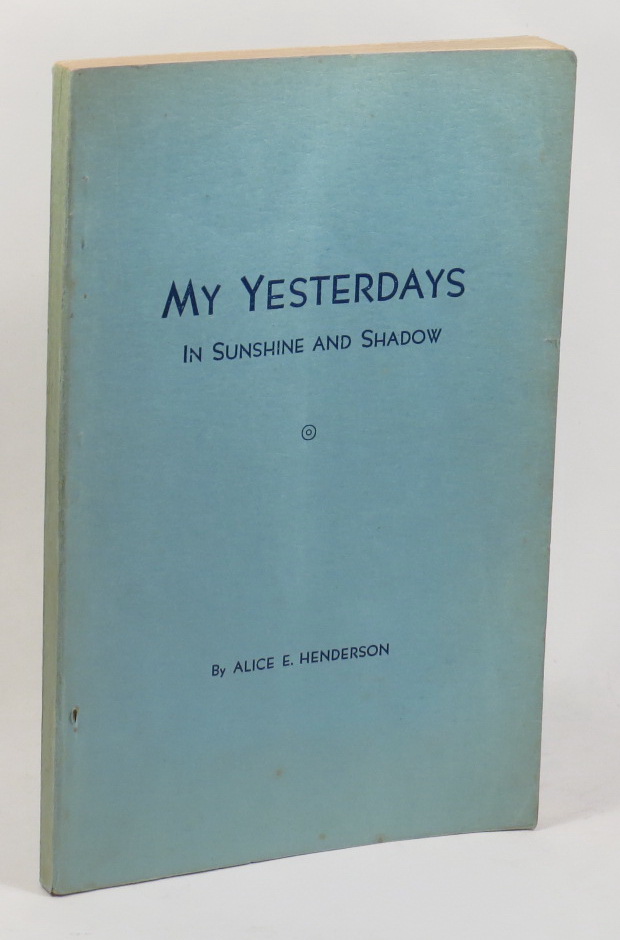 MY YESTERDAYS
IN SUNSHINE AND SHADOW
By ALICE E. HENDERSON